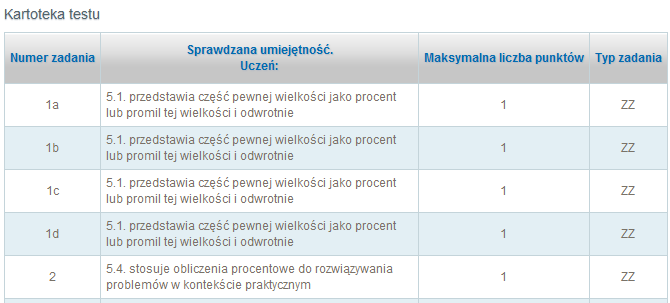 Kartoteka testu
Numer zadania
Sprawdzana umiejętność.
Uczeń:
Maksymalna liczba punktów
Typ zadania
1a
5.1. przedstawia część pewnej wielkości jako procent
lub promil tej wielkości i odwrotnie
1
ZZ
1b
5.1. przedstawia część pewnej wielkości jako procent
lub promil tej wielkości i odwrotnie
1
ZZ
1c
5.1. przedstawia część pewnej wielkości jako procent
lub promil tej wielkości i odwrotnie
1
ZZ
1d
5.1. przedstawia część pewnej wielkości jako procent
lub promil tej wielkości i odwrotnie
1
ZZ
2
5.4. stosuje obliczenia procentowe do rozwiązywania
problemów w kontekście praktycznym
1
ZZ